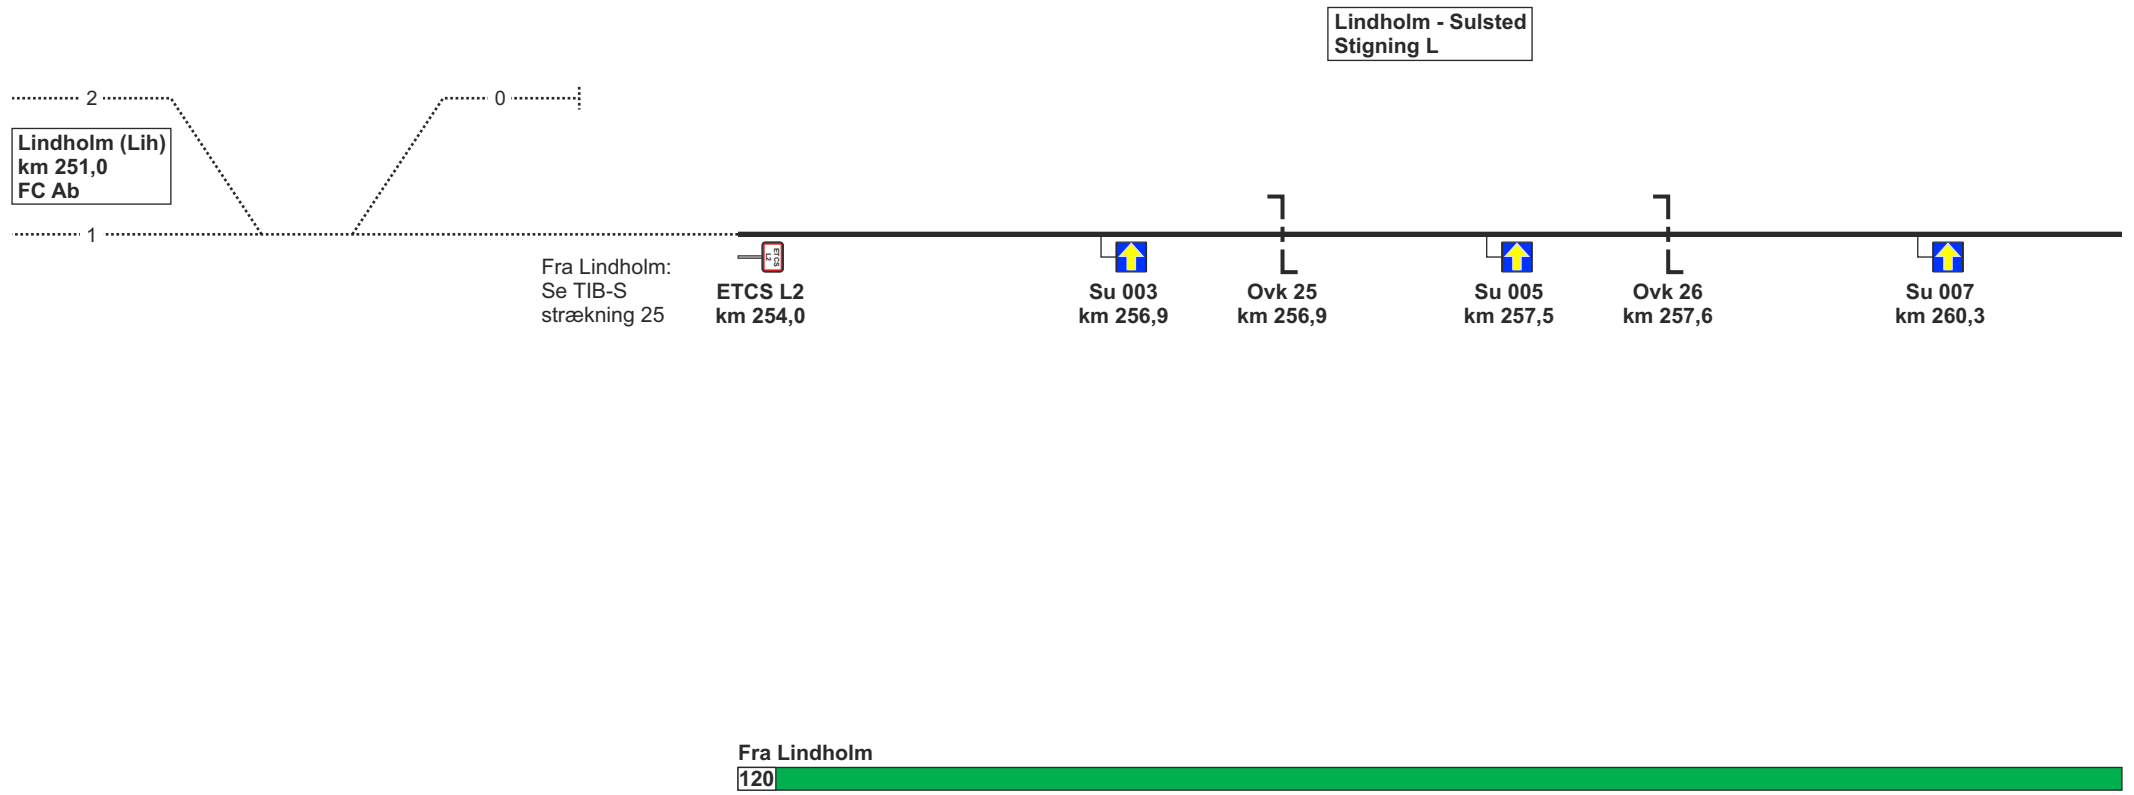 Lindholm - Sulsted
Stigning L
2
0
Lindholm (Lih)
km 251,0
FC Ab
1
Fra Lindholm:
Se TIB-S
strækning 25
ETCS
L2
ETCS L2
km 254,0
Su 003
km 256,9
Ovk 25
km 256,9
Su 005
km 257,5
Ovk 26
km 257,6
Su 007
km 260,3
Fra Lindholm
120